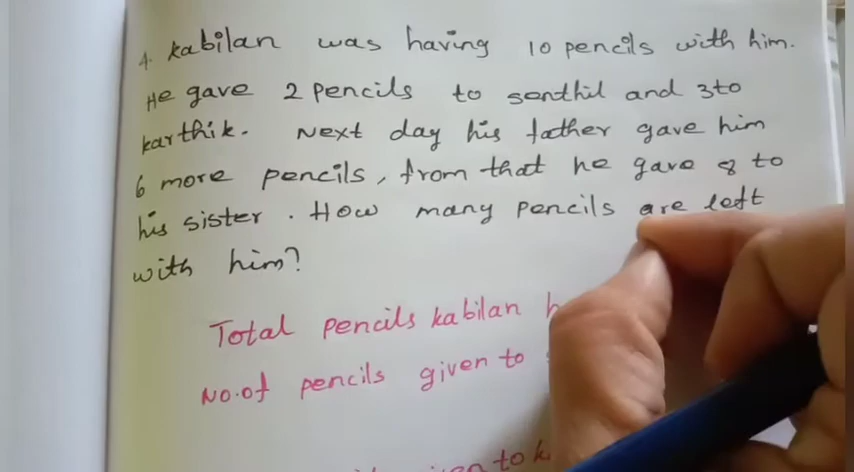 4. kabilan was having 10 pencils with him.
He gave 2 pencils to senthil and 3 to
karthik. Next day his father gave him
6 more pencils, from that he gave 8 to
his sister. How many pencils are left
with him?
Total pencils kabilan
No. of pencils given to
to